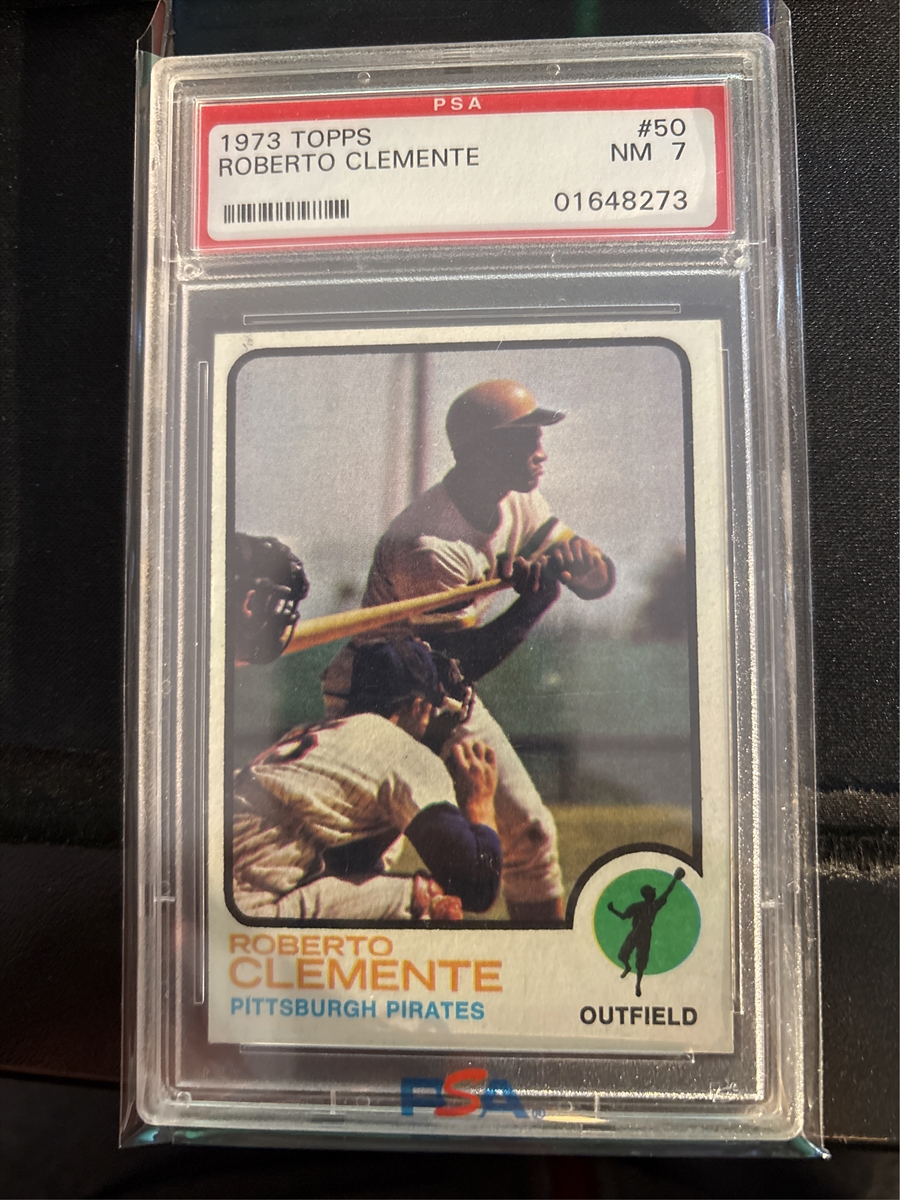 PSA
1973 TOPPS #50
ROBERTO CLEMENTE NM 7
01648273
ROBERTO
CLEMENTE
PITTSBURGH PIRATES
OUTFIELD
PSA®